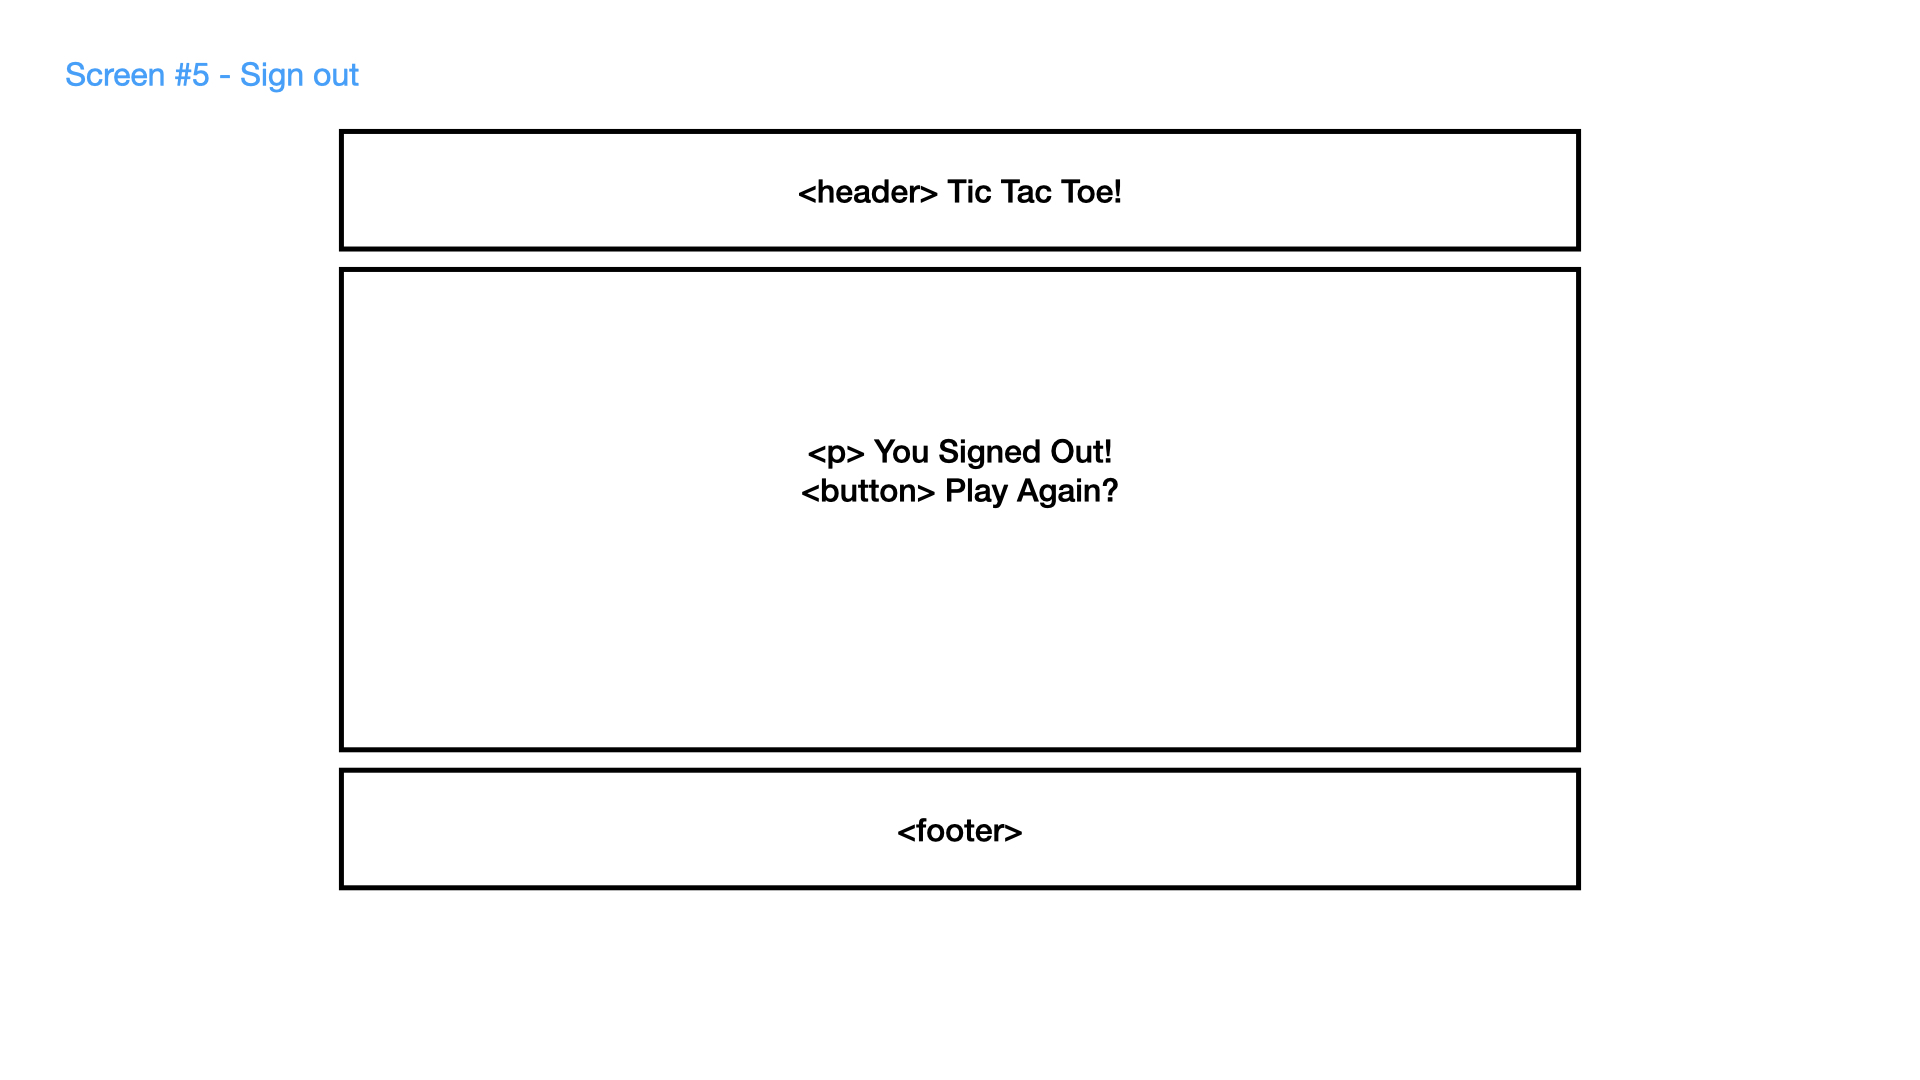 Screen #5 - Sign out
<header> Tic Tac Toe!
<p> You Signed Out!
<button> Play Again?
<footer>